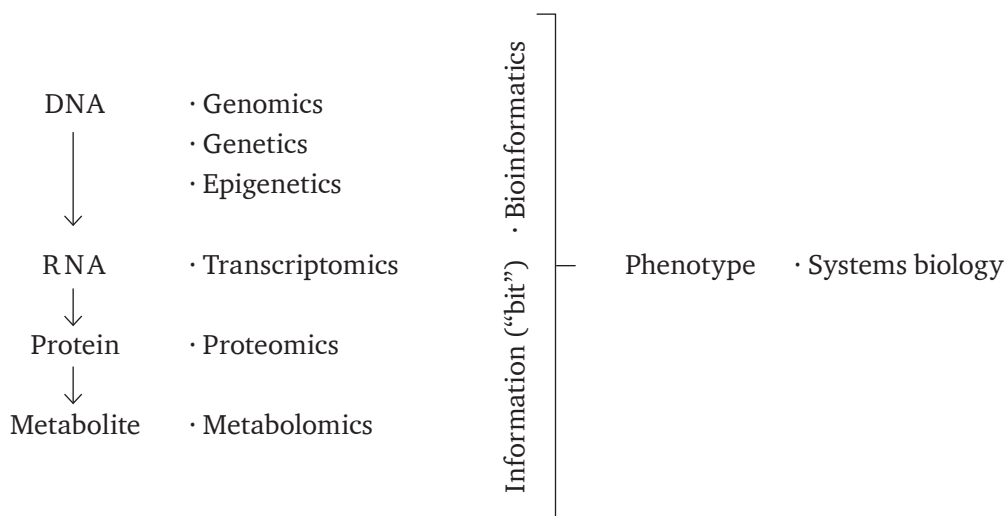 DNA · Genomics
· Genetics
· Epigenetics
RNA · Transcriptomics
Protein · Proteomics
Metabolite · Metabolomics
Information (“bit”) · Bioinformatics
Phenotype · Systems biology